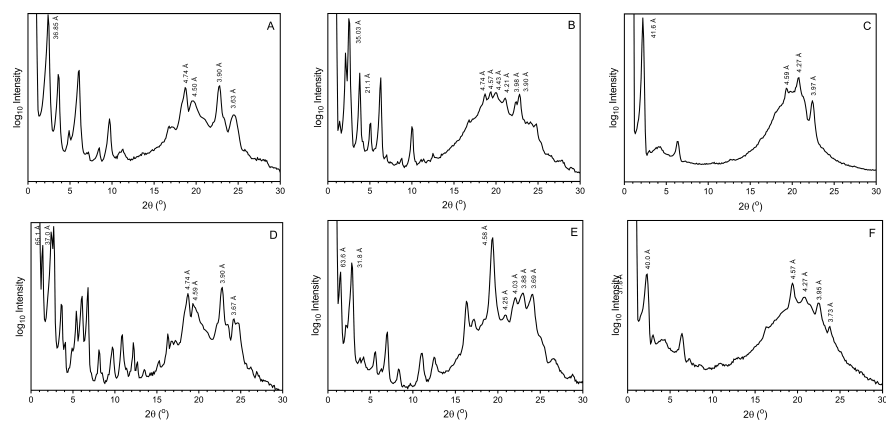 A
36.85 Å
4.74 Å
4.50 Å
3.90 Å
3.63 Å
log10 Intensity
0 5 10 15 20 25 30
2θ (°)
B
35.03 Å
21.1 Å
4.74 Å
4.57 Å
4.43 Å
4.21 Å
3.98 Å
3.90 Å
log10 Intensity
0 5 10 15 20 25 30
2θ (°)
C
41.6 Å
4.59 Å
4.27 Å
3.97 Å
log10 Intensity
0 5 10 15 20 25 30
2θ (°)
D
65.1 Å
37.0 Å
4.74 Å
4.59 Å
3.90 Å
3.67 Å
log10 Intensity
0 5 10 15 20 25 30
2θ (°)
E
63.6 Å
31.8 Å
4.58 Å
4.25 Å
4.03 Å
3.88 Å
3.69 Å
log10 Intensity
0 5 10 15 20 25 30
2θ (°)
F
40.0 Å
4.57 Å
4.27 Å
3.95 Å
3.73 Å
log10 Intensity
0 5 10 15 20 25 30
2θ (°)